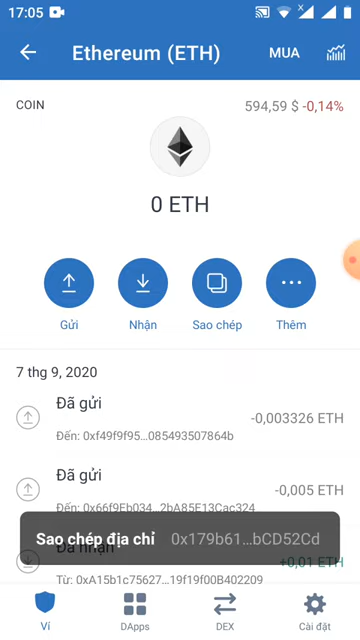 17:05
Ethereum (ETH)
MUA
COIN
594,59 $ -0,14%
0 ETH
Gửi
Nhận
Sao chép
Thêm
7 thg 9, 2020
Đã gửi
-0,003326 ETH
Đến: 0xf49f9f95...085493507864b
Đã gửi
-0,005 ETH
Đến: 0x66f9Eb034...2bA85E13Cac324
Sao chép địa chỉ 0x179b61...bCD52Cd
Đã nhận
+0,01 ETH
Từ: 0xA15b1c75627...19f19f00B402209
Ví
DApps
DEX
Cài đặt